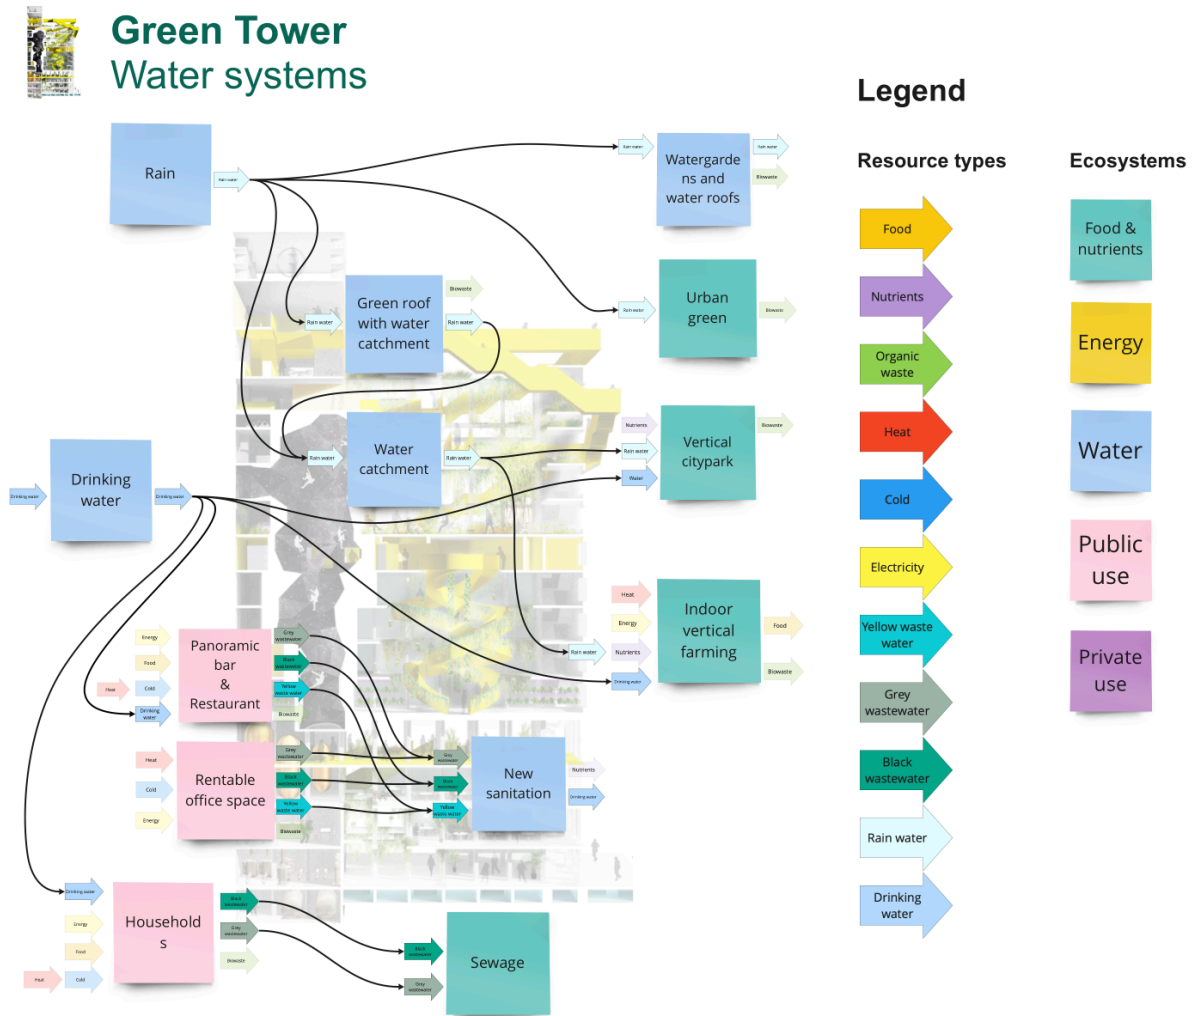 Green Tower
Water systems
Legend
Resource types
Ecosystems
Rain
Rain water
Rain water
Watergarde
ns and
water roofs
Rain water
Biowaste
Food
Food &
nutrients
Nutrients
Green roof
with water
catchment
Rain water
Biowaste
Rain water
Rain water
Urban
green
Biowaste
Organic
waste
Energy
Heat
Drinking water
Drinking
water
Drinking water
Rain water
Water
catchment
Rain water
Nutrients
Rain water
Water
Vertical
citypark
Biowaste
Cold
Water
Electricity
Public
use
Heat
Energy
Rain water
Nutrients
Drinking water
Indoor
vertical
farming
Food
Biowaste
Yellow waste
water
Private
use
Energy
Food
Heat
Cold
Drinking
water
Panoramic
bar
&
Restaurant
Grey
wastewater
Black
wastewater
Yellow
waste water
Biowaste
Grey
wastewater
Heat
Cold
Energy
Rentable
office space
Grey
wastewater
Black
wastewater
Yellow
waste water
Biowaste
Grey
wastewater
Black
wastewater
Yellow
waste water
New
sanitation
Nutrients
Drinking water
Black
wastewater
Rain water
Drinking
water
Drinking water
Energy
Food
Heat
Cold
Household
s
Black
wastewater
Grey
wastewater
Biowaste
Black
wastewater
Grey
wastewater
Sewage